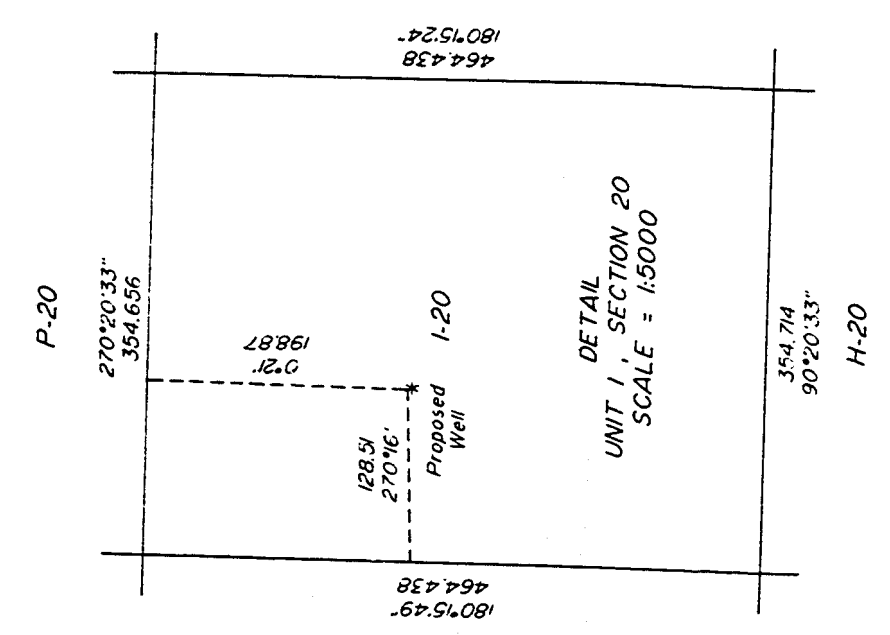 180°15'24"
464.438
P-20
270°20'33"
354.656
198.87
0°21'
I-20
128.51
270°16'
Proposed
Well
DETAIL
UNIT I , SECTION 20
SCALE = 1:5000
354.714
90°20'33"
H-20
464.438
180°15'49"